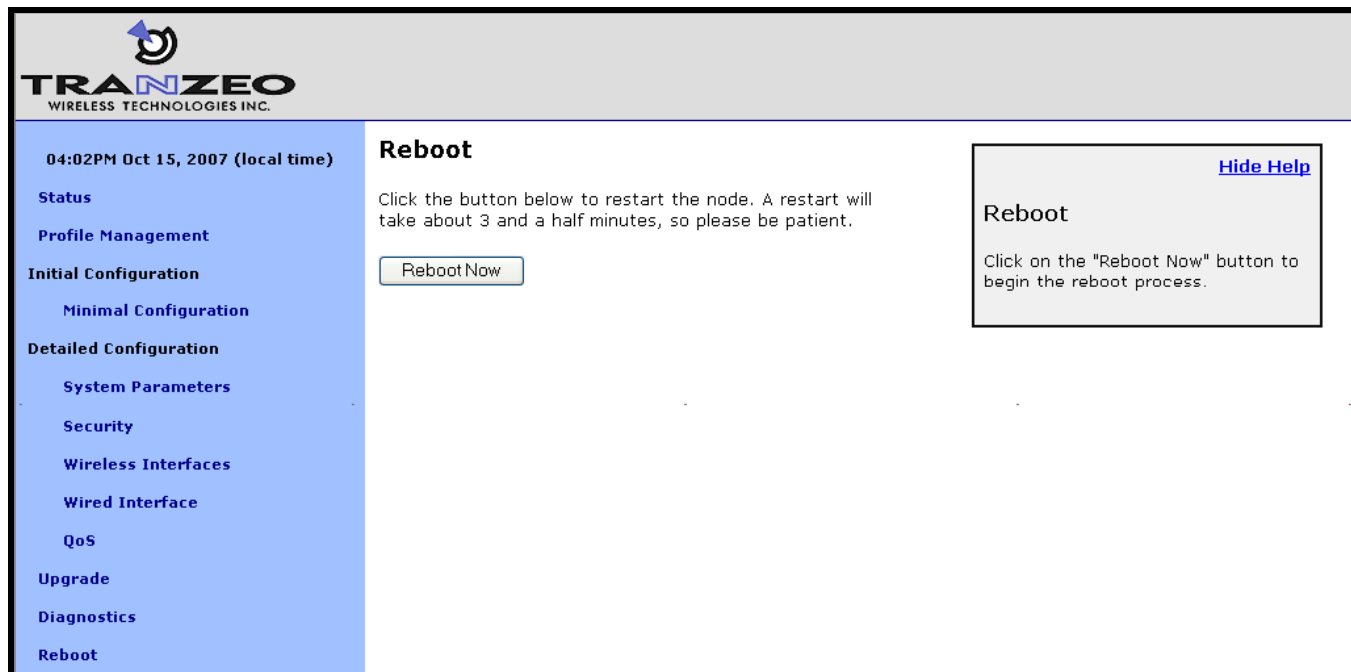 TRANZEO
WIRELESS TECHNOLOGIES INC.
04:02PM Oct 15, 2007 (local time)
Status
Profile Management
Initial Configuration
Minimal Configuration
Detailed Configuration
System Parameters
Security
Wireless Interfaces
Wired Interface
QoS
Upgrade
Diagnostics
Reboot
Reboot
Click the button below to restart the node. A restart will
take about 3 and a half minutes, so please be patient.
Reboot Now
Hide Help
Reboot
Click on the "Reboot Now" button to
begin the reboot process.